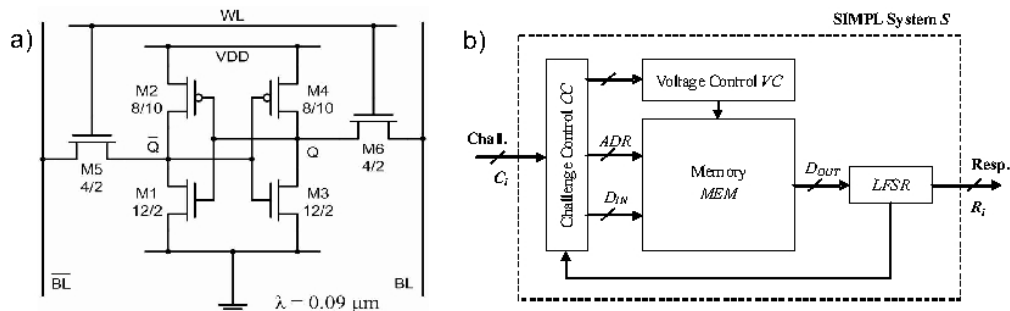 a)
WL
VDD
M2
8/10
M4
8/10
Q̅
Q
M5
4/2
M6
4/2
M1
12/2
M3
12/2
B̅L̅
BL
λ = 0.09 μm
b)
SIMPL System S
Chall.
Cᵢ
Challenge Control CC
Voltage Control VC
ADR
DIN
Memory
MEM
DOUT
LFSR
Resp.
Rᵢ